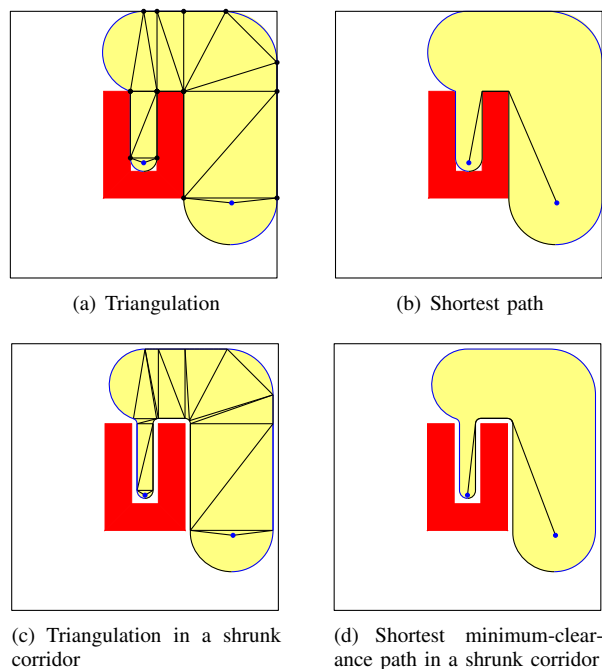 (a) Triangulation
(b) Shortest path
(c) Triangulation in a shrunk
corridor
(d) Shortest minimum-clear-
ance path in a shrunk corridor